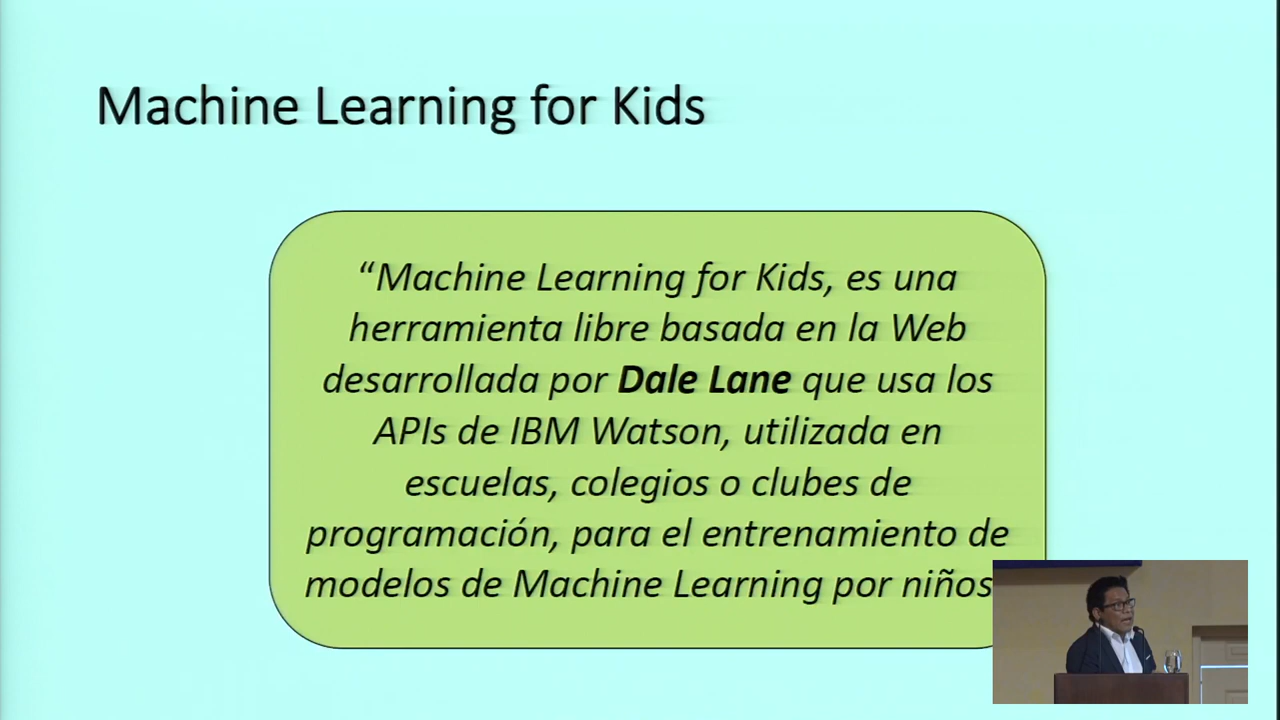 Machine Learning for Kids
“Machine Learning for Kids, es una
herramienta libre basada en la Web
desarrollada por Dale Lane que usa los
APIs de IBM Watson, utilizada en
escuelas, colegios o clubes de
programación, para el entrenamiento de
modelos de Machine Learning por niños